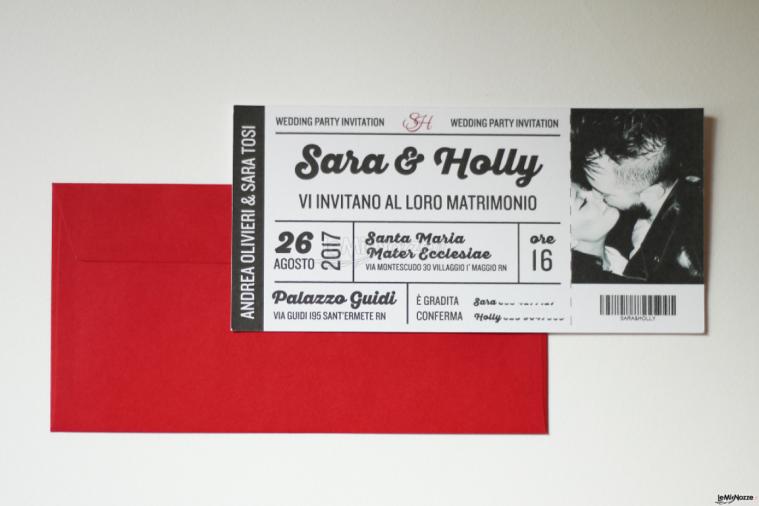 ANDREA OLIVIERI & SARA TOSI
WEDDING PARTY INVITATION SH WEDDING PARTY INVITATION
Sara & Holly
VI INVITANO AL LORO MATRIMONIO
26
AGOSTO
2017
Santa Maria
Mater Ecclesiae
VIA MONTESCUDO 30 VILLAGGIO I° MAGGIO RN
ore
16
Palazzo Guidi
VIA GUIDI 195 SANT'ERMETE RN
È GRADITA
CONFERMA
Sara
Holly
SARA&HOLLY
LeMieNozze.it